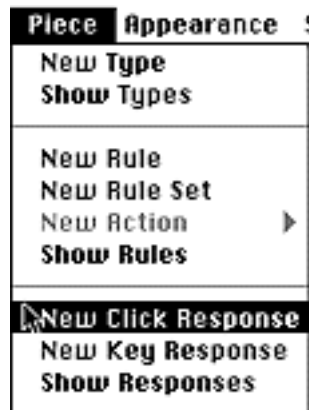 Piece Appearance
New Type
Show Types
New Rule
New Rule Set
New Action
Show Rules
New Click Response
New Key Response
Show Responses